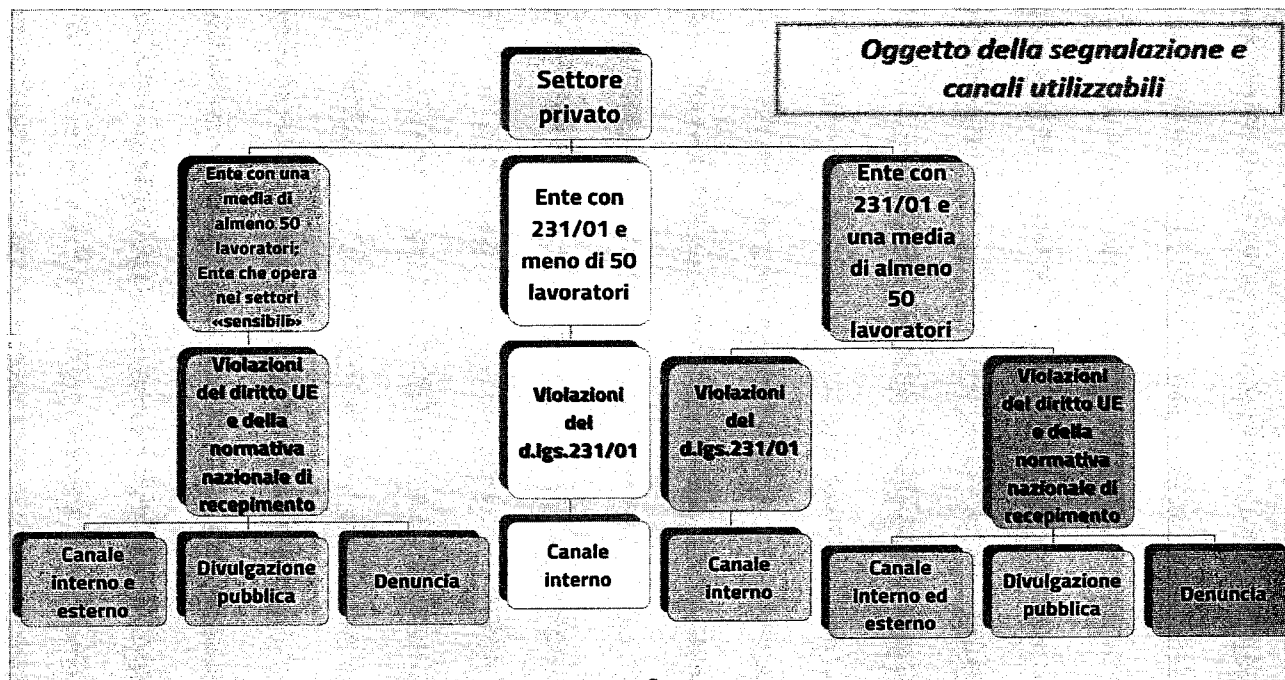 Oggetto della segnalazione e
canali utilizzabili
Settore
privato
Ente con una
media di
almeno 50
lavoratori;
Ente che opera
nei settori
«sensibili»
Ente con
231/01 e
meno di 50
lavoratori
Ente con
231/01 e
una media
di almeno
50
lavoratori
Violazioni
del diritto UE
e della
normativa
nazionale di
recepimento
Violazioni
del
d.lgs.231/01
Violazioni
del
d.lgs.231/01
Violazioni
del diritto UE
e della
normativa
nazionale di
recepimento
Canale
interno e
esterno
Divulgazione
pubblica
Denuncia
Canale
interno
Canale
interno
Canale
interno ed
esterno
Divulgazione
pubblica
Denuncia